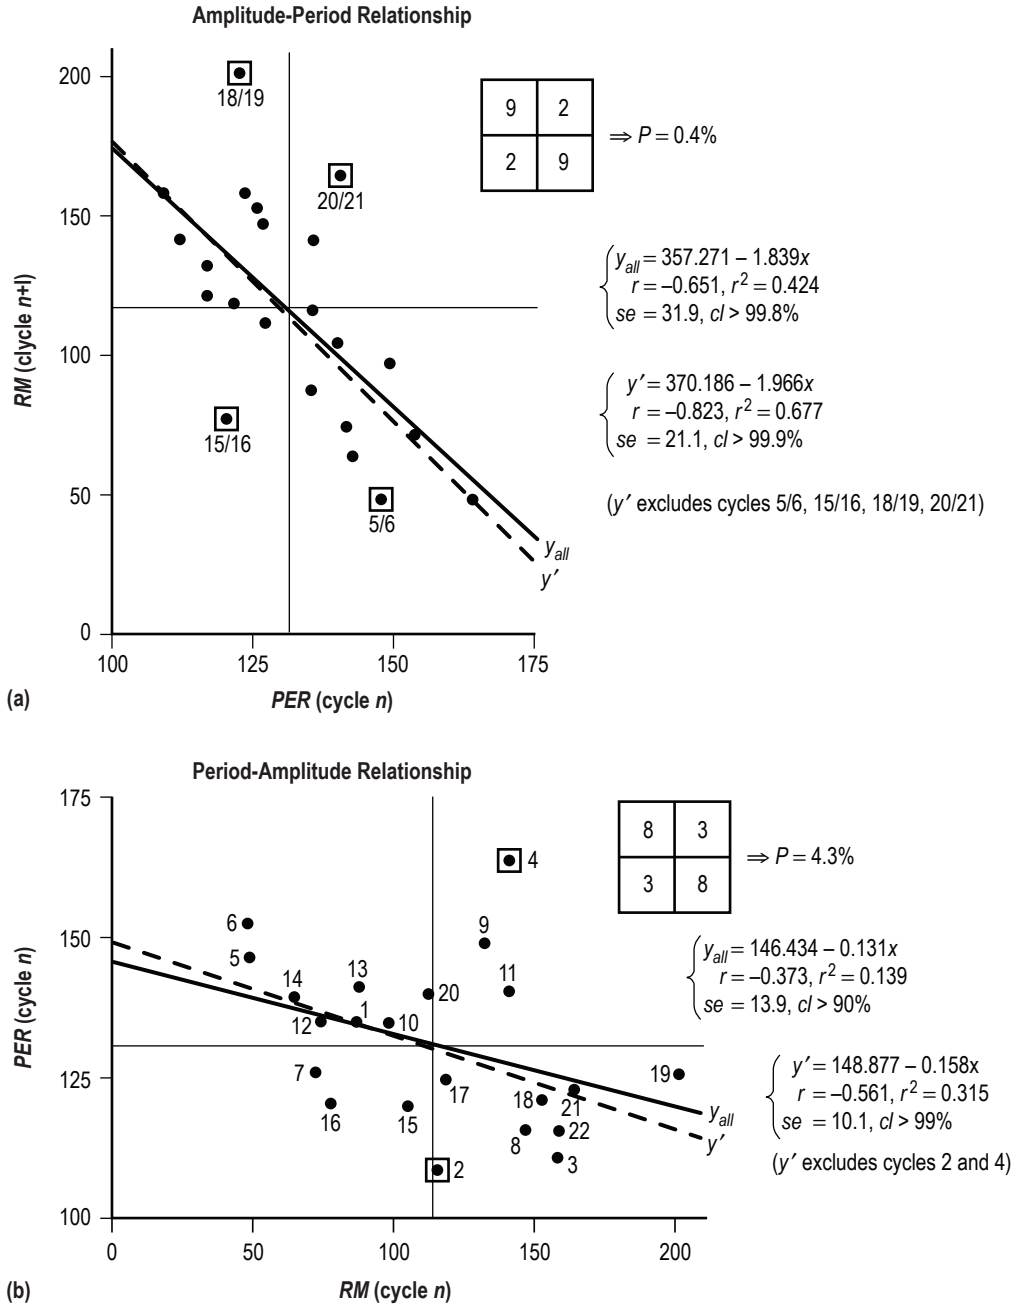 Amplitude-Period Relationship
200
150
100
50
0
RM (clycle n+l)
18/19
20/21
15/16
5/6
y_all
y′
100 125 150 175
PER (cycle n)
(a)
9 2
2 9
⇒ P = 0.4%
y_all = 357.271 – 1.839x
r = –0.651, r² = 0.424
se = 31.9, cl > 99.8%
y′ = 370.186 – 1.966x
r = –0.823, r² = 0.677
se = 21.1, cl > 99.9%
(y′ excludes cycles 5/6, 15/16, 18/19, 20/21)
Period-Amplitude Relationship
175
150
125
100
PER (cycle n)
4
6
9
5
13
11
14
20
12
1
10
7
19
17
16
15
18
21
8
22
3
2
y_all
y′
0 50 100 150 200
RM (cycle n)
(b)
8 3
3 8
⇒ P = 4.3%
y_all = 146.434 – 0.131x
r = –0.373, r² = 0.139
se = 13.9, cl > 90%
y′ = 148.877 – 0.158x
r = –0.561, r² = 0.315
se = 10.1, cl > 99%
(y′ excludes cycles 2 and 4)